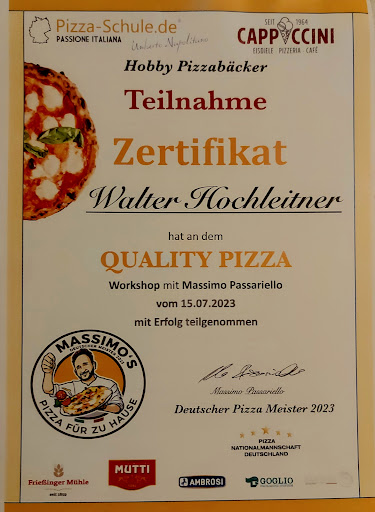 Pizza-Schule.de®
PASSIONE ITALIANA
SEIT 1964
CAPPUCCINI
EISDIELE · PIZZERIA · CAFÉ
Hobby Pizzabäcker
Teilnahme
Zertifikat
Walter Hochleitner
hat an dem
QUALITY PIZZA
Workshop mit Massimo Passariello
vom 15.07.2023
mit Erfolg teilgenommen
MASSIMO'S
PIZZA FÜR ZU HAUSE
Massimo Passariello
Deutscher Pizza Meister 2023
PIZZA
NATIONALMANNSCHAFT
DEUTSCHLAND
Frießinger Mühle
MUTTI
AMBROSI
GOGLIO